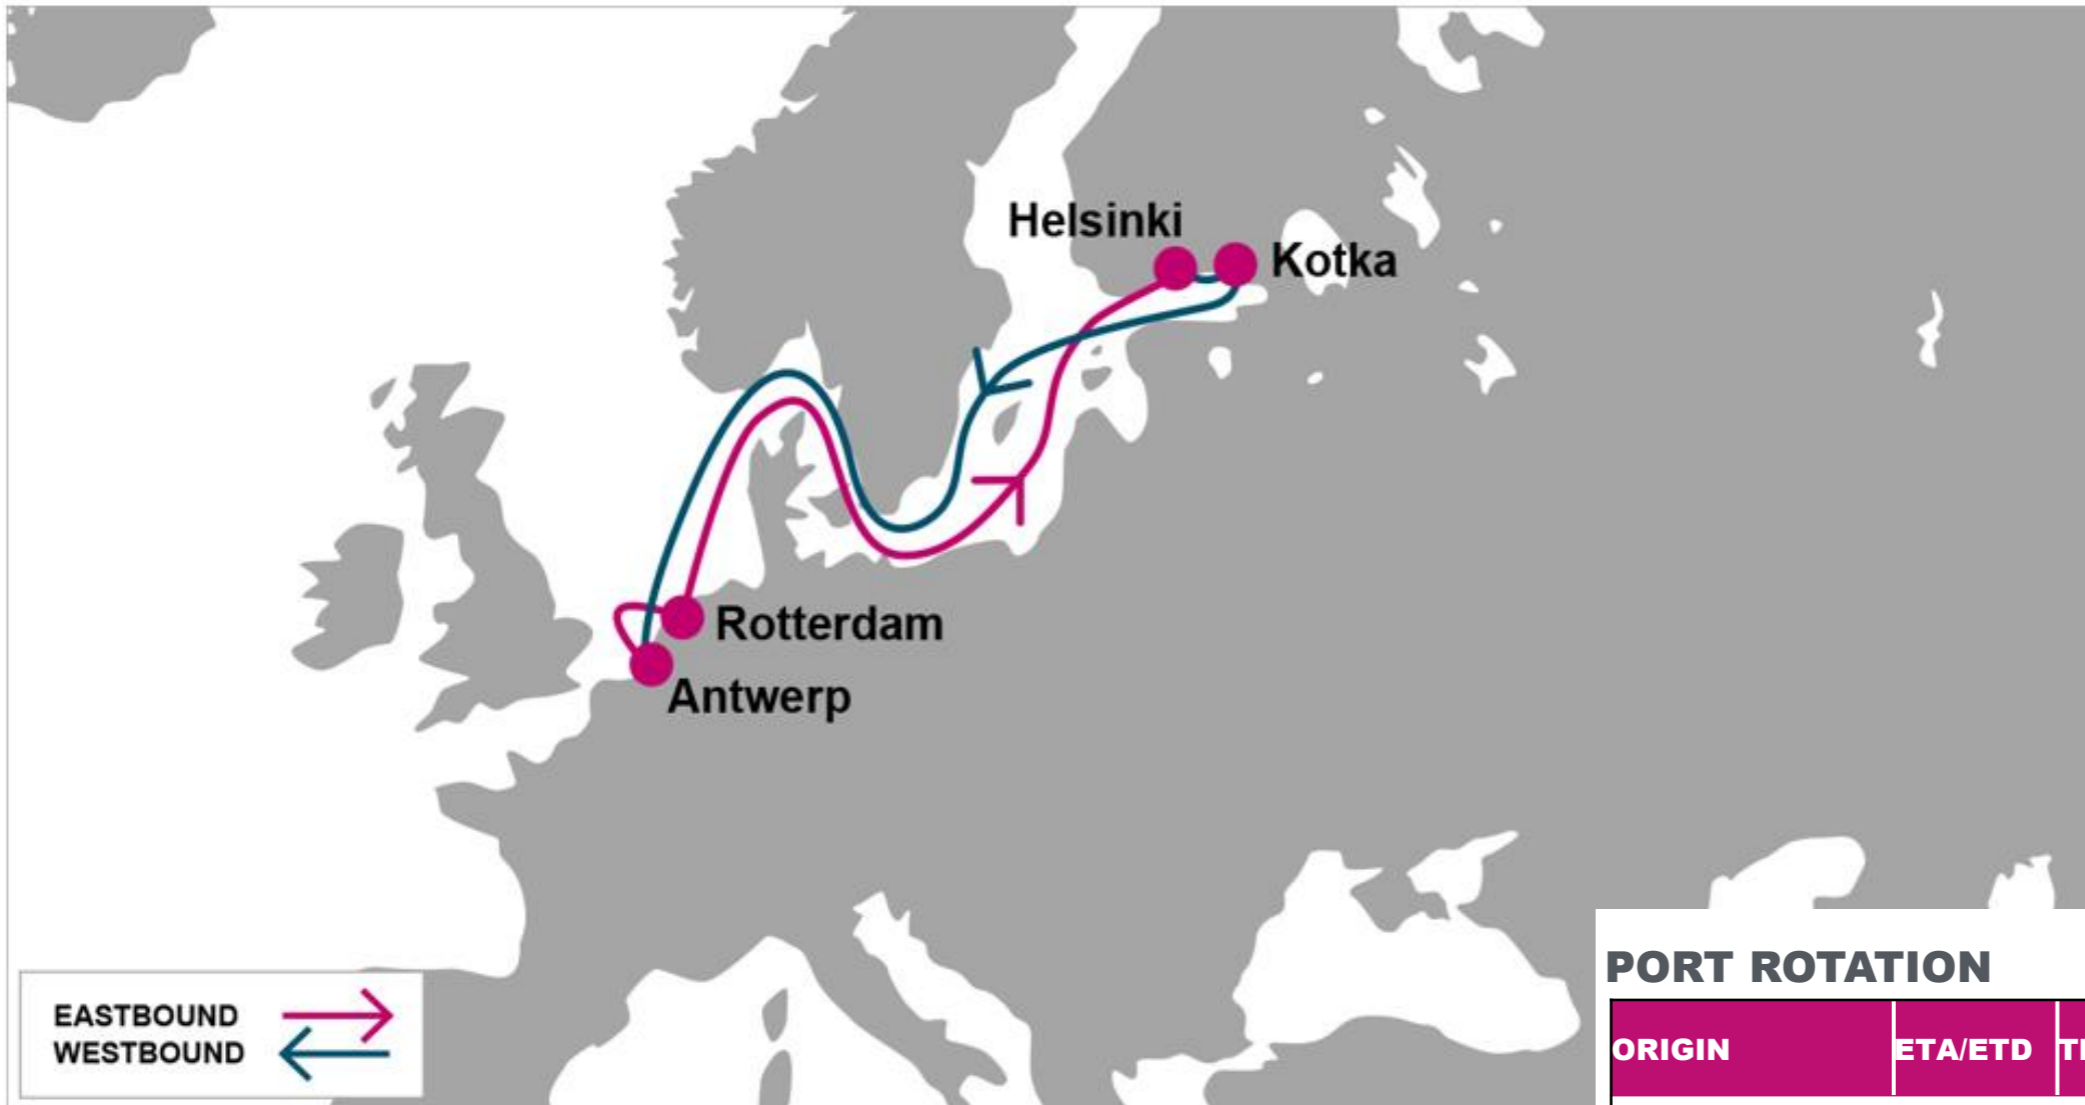 Helsinki
Kotka
Rotterdam
Antwerp
EASTBOUND
WESTBOUND
PORT ROTATION
ORIGIN ETA/ETD